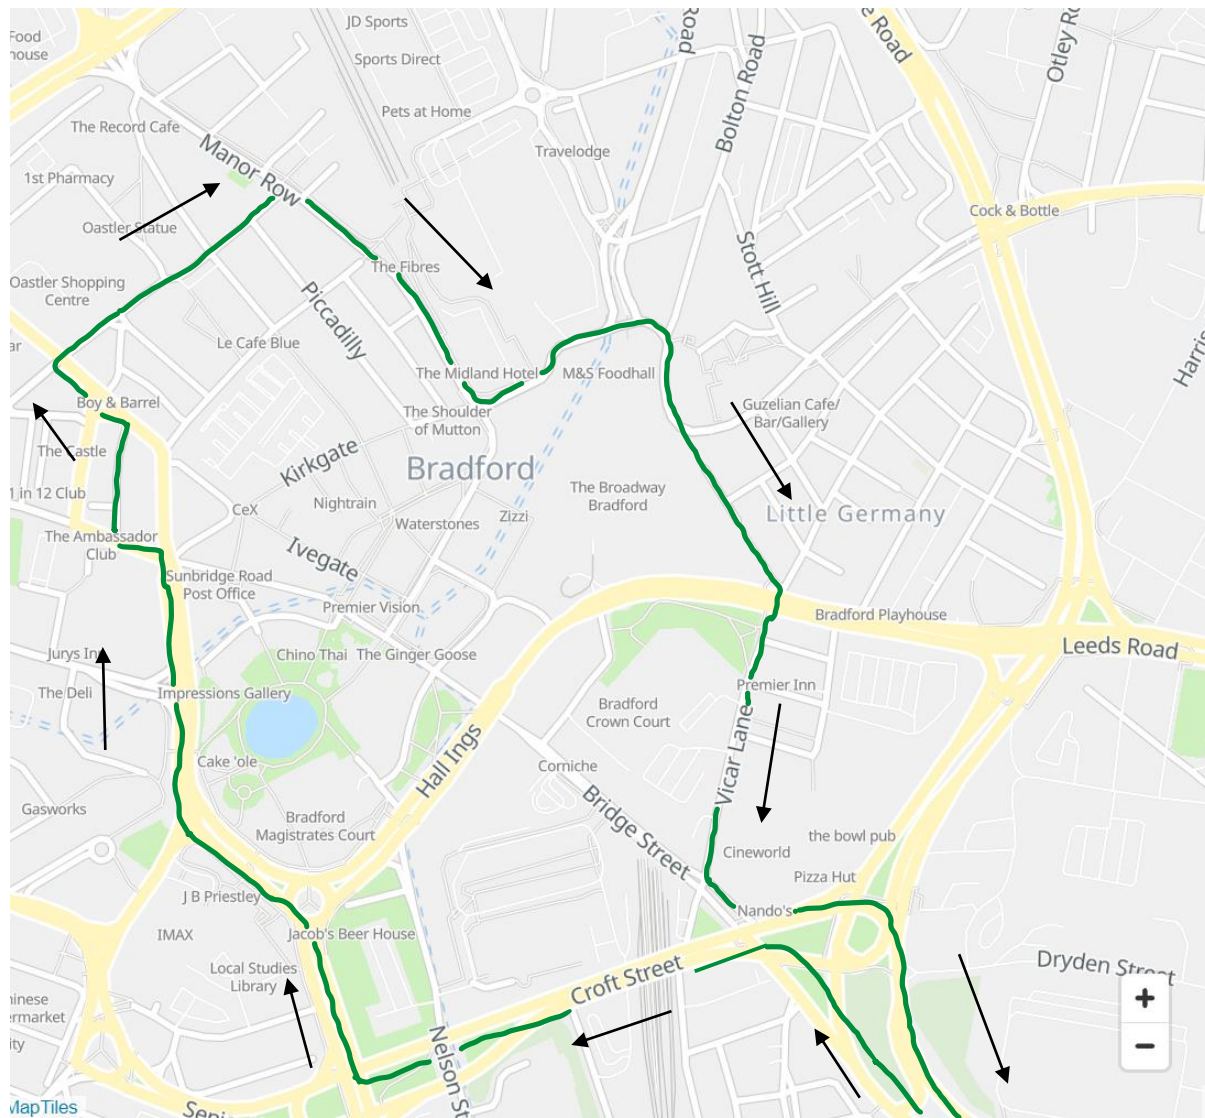 JD Sports
e Road
Food
house
Road
Otley Ro
Sports Direct
Bolton Road
Pets at Home
The Record Cafe
Travelodge
Manor Row
1st Pharmacy
Cock & Bottle
Oastler Statue
Stott Hill
The Fibres
Oastler Shopping
Centre
Piccadilly
Harris
ar
Le Cafe Blue
The Midland Hotel
M&S Foodhall
Boy & Barrel
The Shoulder
of Mutton
Guzelian Cafe/
Bar/Gallery
The Castle
Kirkgate
Bradford
1 in 12 Club
The Broadway
Bradford
CeX
Nightrain
Waterstones
Zizzi
Little Germany
The Ambassador
Club
Ivegate
Sunbridge Road
Post Office
Premier Vision
Bradford Playhouse
Leeds Road
Jurys Inn
Chino Thai
The Ginger Goose
The Deli
Impressions Gallery
Premier Inn
Bradford
Crown Court
Vicar Lane
Hall Ings
Cake 'ole
Corniche
Gasworks
Bradford
Magistrates Court
Bridge Street
the bowl pub
Cineworld
Pizza Hut
J B Priestley
Nando's
IMAX
Jacob's Beer House
Local Studies
Library
Croft Street
Dryden Street
hinese
ermarket
ity
+
−
Nelson St
MapTiles